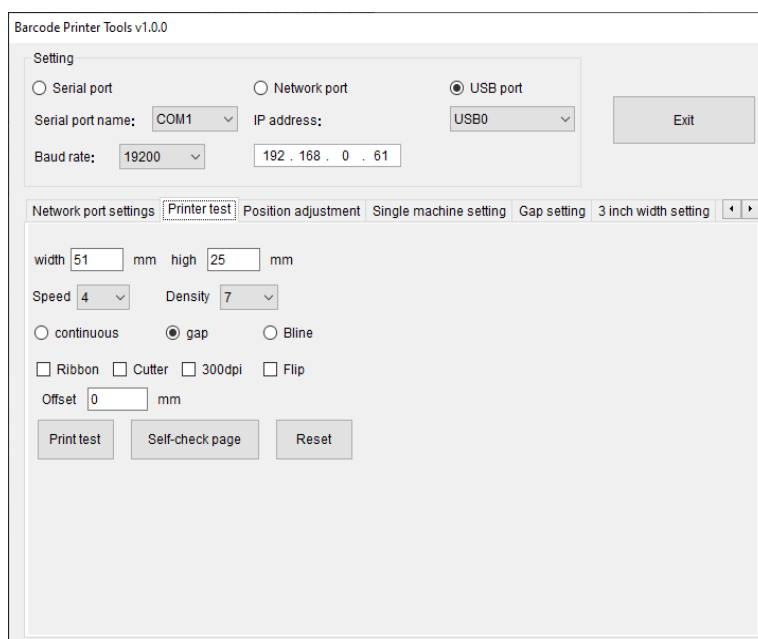 Barcode Printer Tools v1.0.0
Setting
Serial port Network port USB port
Serial port name: COM1 IP address: USB0 Exit
Baud rate: 19200 192 . 168 . 0 . 61
Network port settings Printer test Position adjustment Single machine setting Gap setting 3 inch width setting
width 51 mm high 25 mm
Speed 4 Density 7
continuous gap Bline
Ribbon Cutter 300dpi Flip
Offset 0 mm
Print test Self-check page Reset